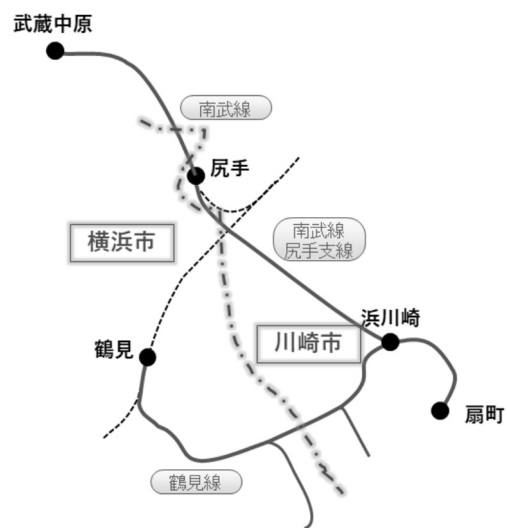 武蔵中原
南武線
尻手
横浜市
南武線
尻手支線
浜川崎
川崎市
鶴見
扇町
鶴見線